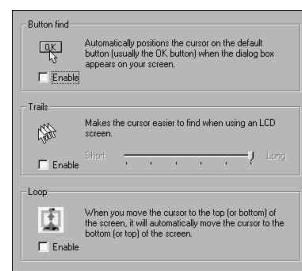 Button find
OK
Automatically positions the cursor on the default
button (usually the OK button) when the dialog box
appears on your screen.
Enable
Trails
Makes the cursor easier to find when using an LCD
screen.
Short
Long
Enable
Loop
When you move the cursor to the top (or bottom) of
the screen, it will automatically move the cursor to the
bottom (or top) of the screen.
Enable